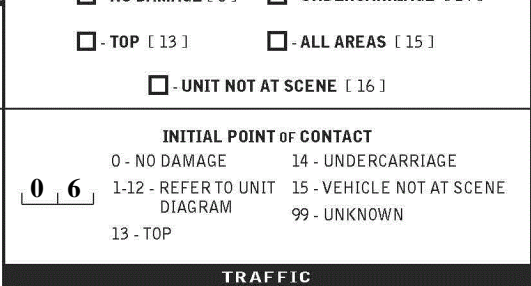 - TOP [ 13 ]
- ALL AREAS [ 15 ]
- UNIT NOT AT SCENE [ 16 ]
INITIAL POINT OF CONTACT
0 - NO DAMAGE
14 - UNDERCARRIAGE
0 6
1-12 - REFER TO UNIT
DIAGRAM
15 - VEHICLE NOT AT SCENE
99 - UNKNOWN
13 - TOP
TRAFFIC